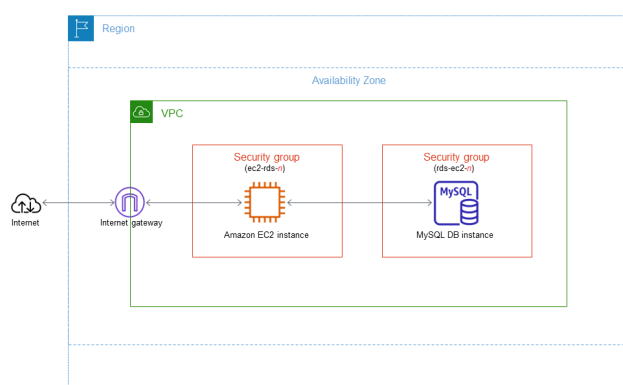 Region
Availability Zone
VPC
Security group
(ec2-rds-n)
Security group
(rds-ec2-n)
MySQL
Internet
Internet gateway
Amazon EC2 instance
MySQL DB instance